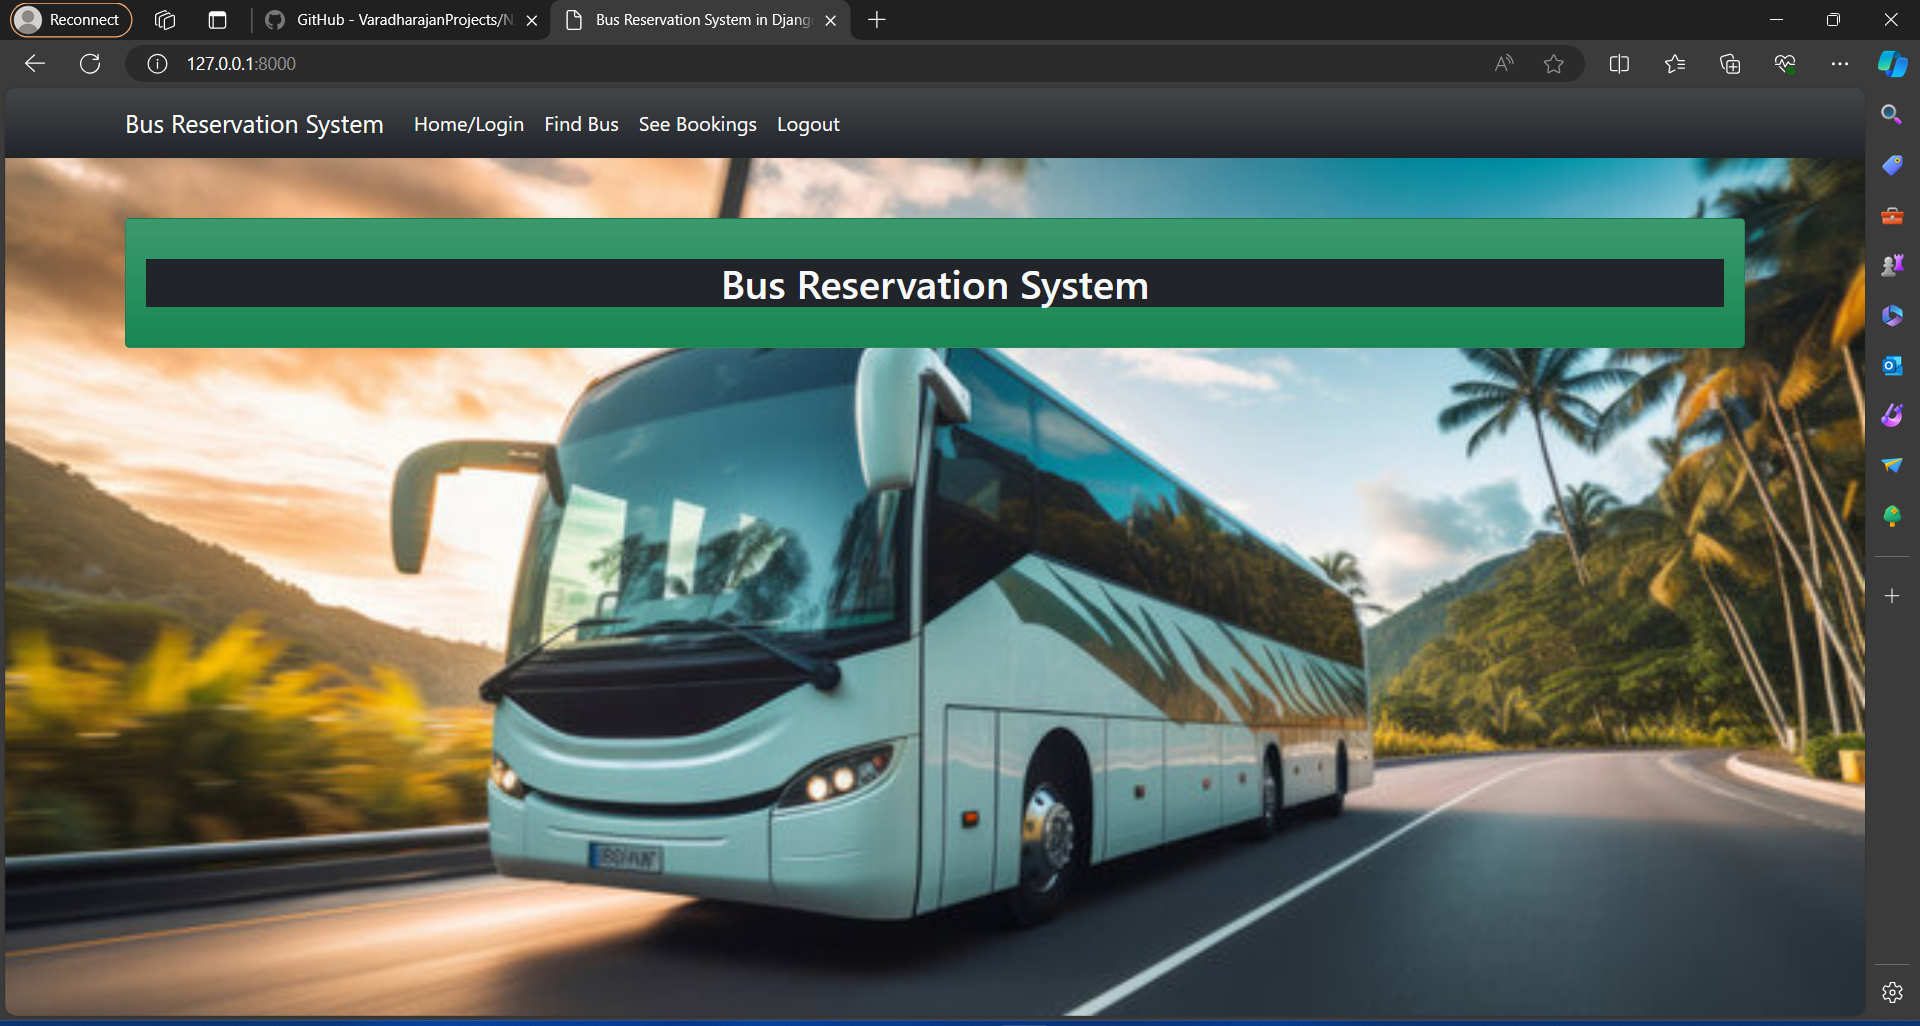 Reconnect
GitHub - VaradharajanProjects/N
Bus Reservation System in Djang
127.0.0.1:8000
Bus Reservation System
Home/Login
Find Bus
See Bookings
Logout
Bus Reservation System